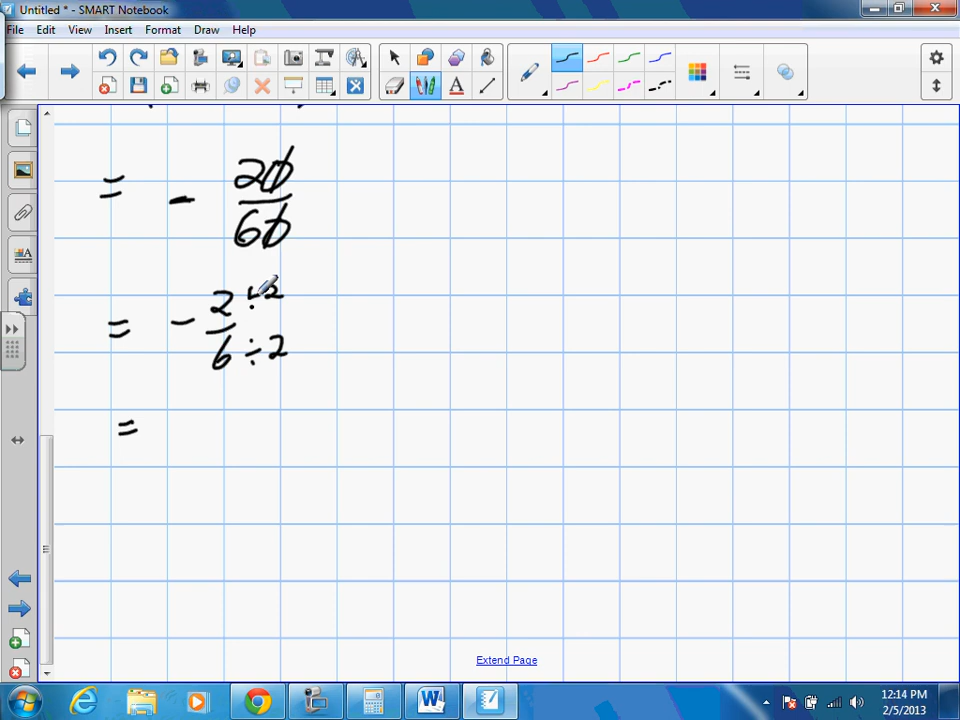 Untitled * - SMART Notebook
File Edit View Insert Format Draw Help
= - 20/60
= - 2/6 ÷2 ÷2
=
Extend Page
12:14 PM
2/5/2013